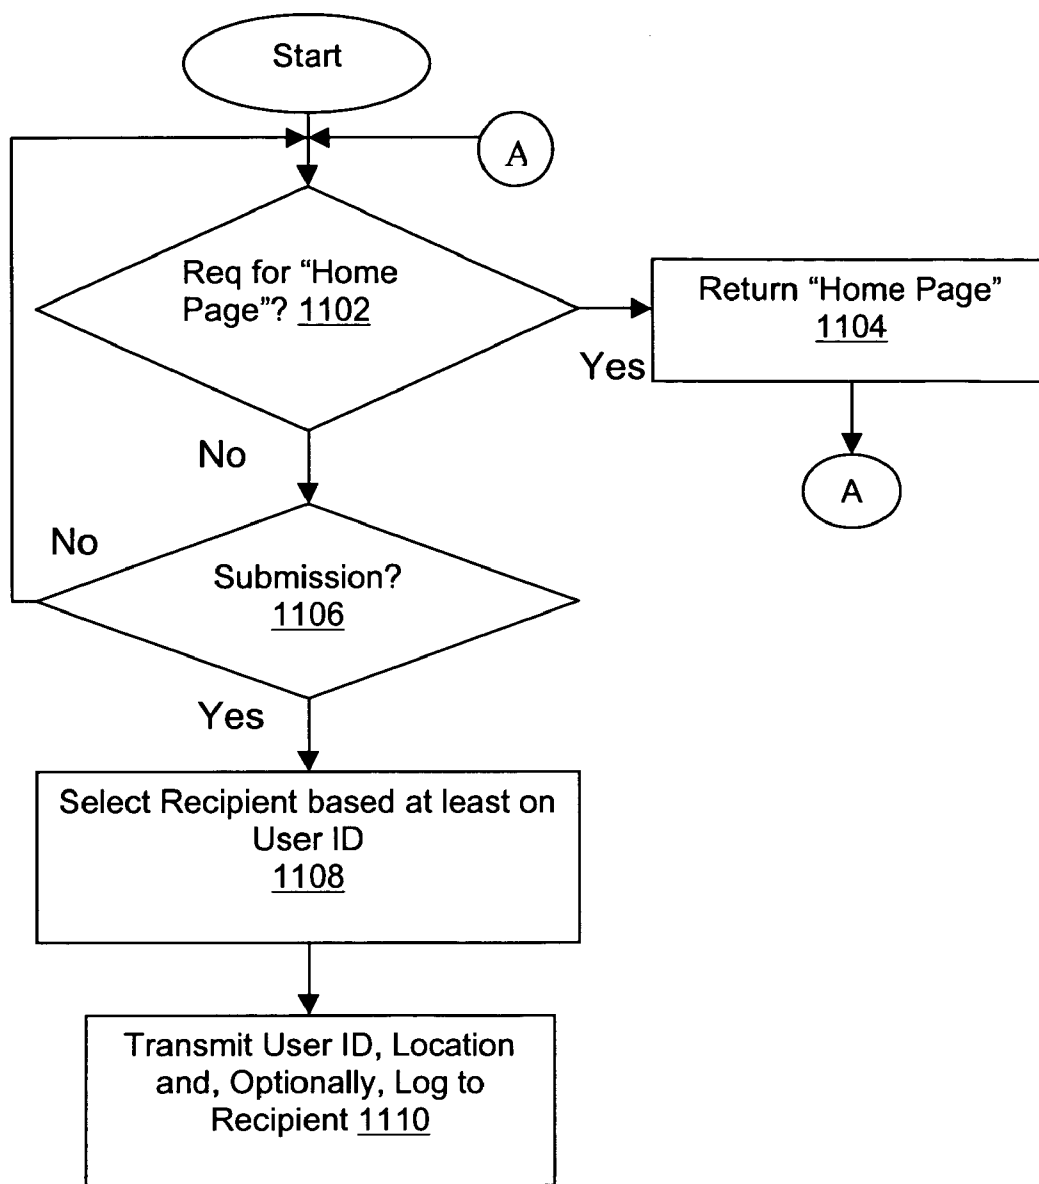 Start
A
Req for “Home
Page”? 1102
Return “Home Page”
1104
Yes
No
A
No
Submission?
1106
Yes
Select Recipient based at least on
User ID
1108
Transmit User ID, Location
and, Optionally, Log to
Recipient 1110